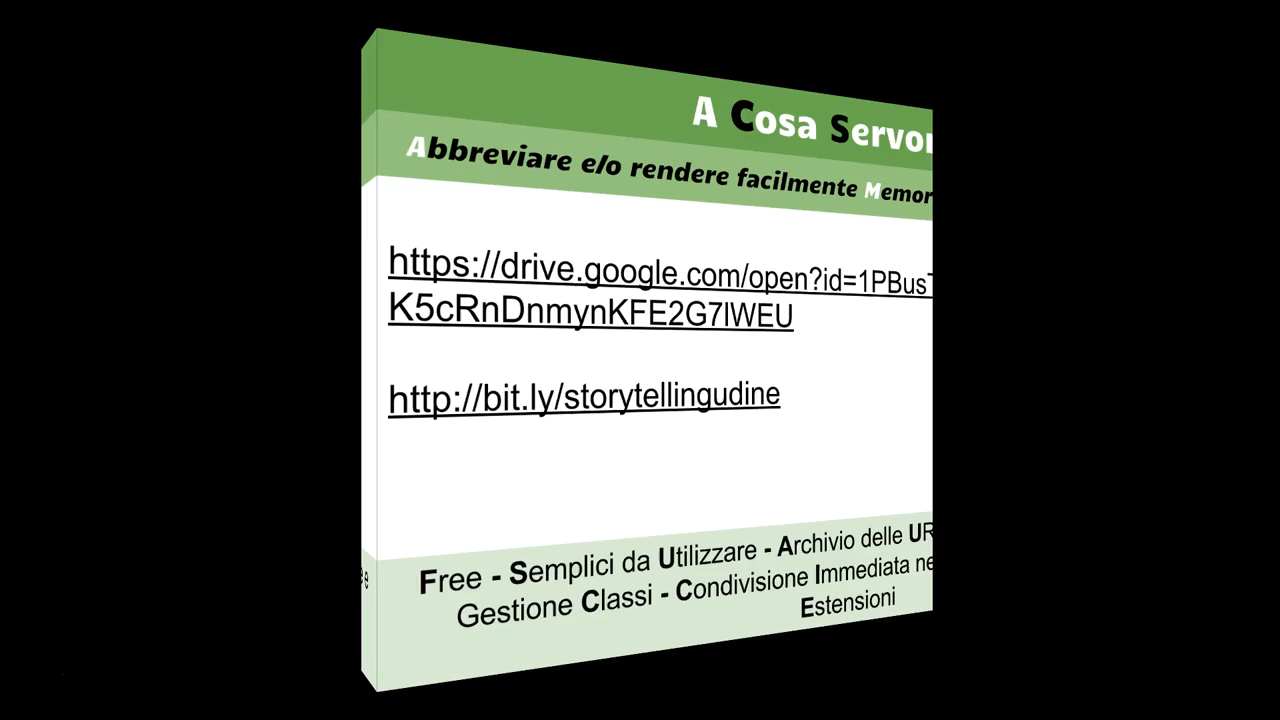 A Cosa Servo
Abbreviare e/o rendere facilmente Memor
https://drive.google.com/open?id=1PBus
K5cRnDnmynKFE2G7lWEU
http://bit.ly/storytellingudine
Free - Semplici da Utilizzare - Archivio delle UR
Gestione Classi - Condivisione Immediata ne
Estensioni